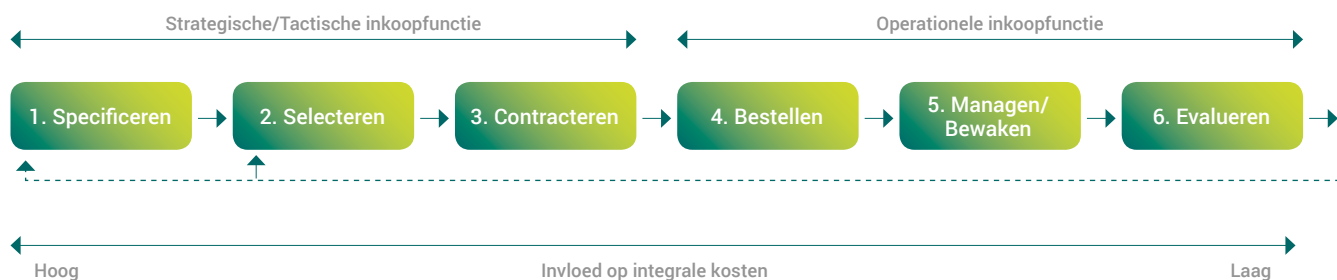 Strategische/Tactische inkoopfunctie
Operationele inkoopfunctie
1. Specificeren
2. Selecteren
3. Contracteren
4. Bestellen
5. Managen/
Bewaken
6. Evalueren
Hoog
Invloed op integrale kosten
Laag